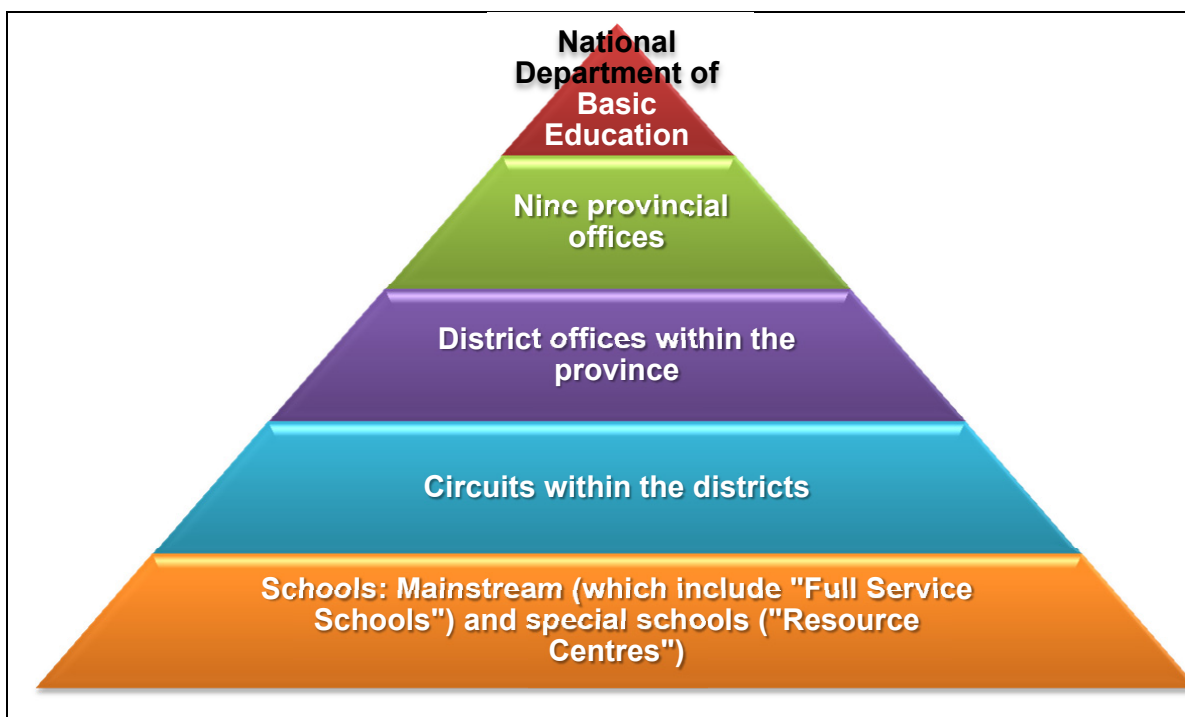 National
Department of
Basic
Education
Nine provincial
offices
District offices within the
province
Circuits within the districts
Schools: Mainstream (which include "Full Service
Schools") and special schools ("Resource
Centres")